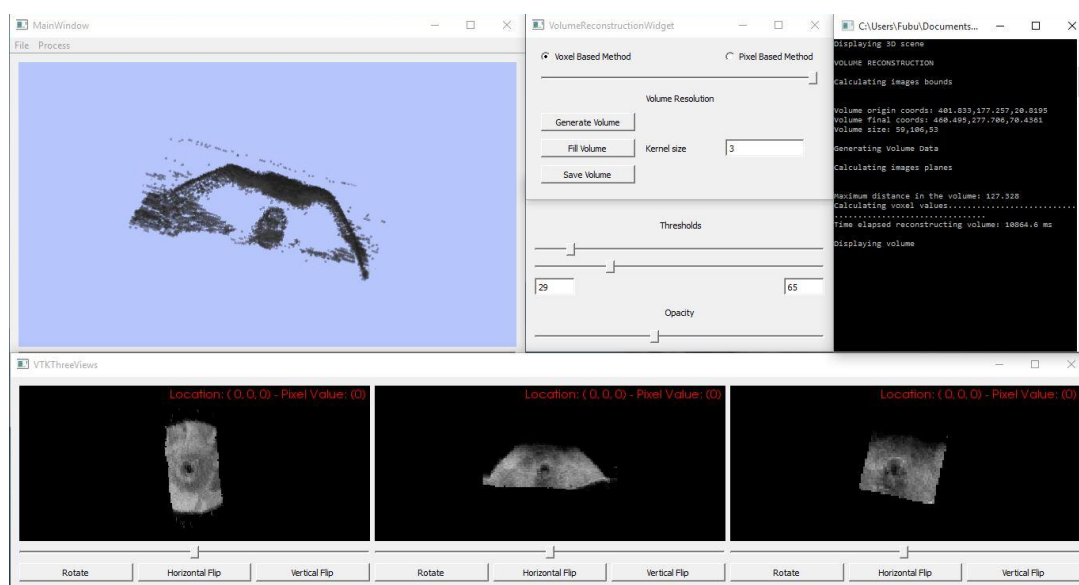 MainWindow
File Process
VolumeReconstructionWidget
Voxel Based Method
Pixel Based Method
Volume Resolution
Generate Volume
Fill Volume
Kernel size
3
Save Volume
Thresholds
29
65
Opacity
C:\Users\Fubu\Documents...
Displaying 3D scene
VOLUME RECONSTRUCTION
Calculating images bounds
Volume origin coords: 401.833,177.257,20.8195
Volume final coords: 460.495,277.706,70.4361
Volume size: 59,106,53
Generating Volume Data
Calculating images planes
Maximum distance in the volume: 127.328
Calculating voxel values..........................
...............................
Time elapsed reconstructing volume: 10864.6 ms
Displaying volume
VTKThreeViews
Location: ( 0, 0, 0) - Pixel Value: (0)
Location: ( 0, 0, 0) - Pixel Value: (0)
Location: ( 0, 0, 0) - Pixel Value: (0)
Rotate
Horizontal Flip
Vertical Flip
Rotate
Horizontal Flip
Vertical Flip
Rotate
Horizontal Flip
Vertical Flip